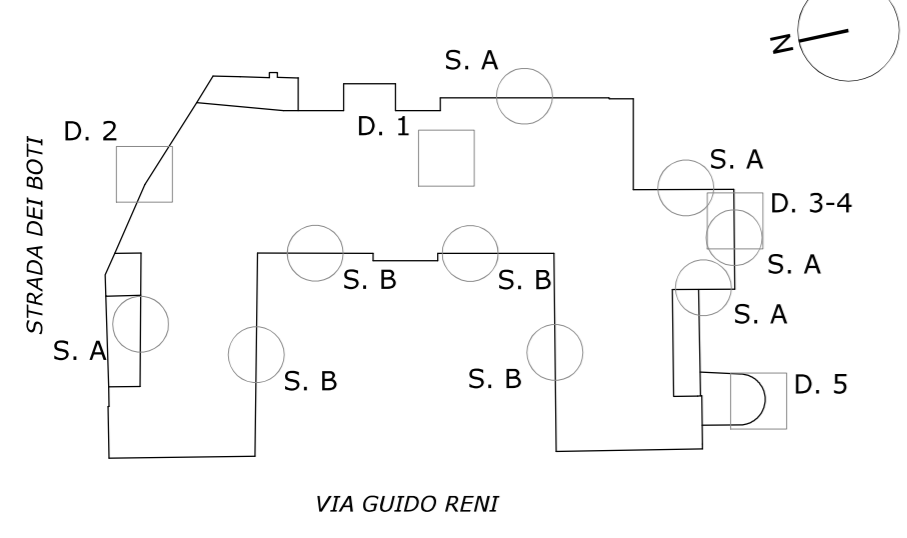 N
S. A
D. 1
D. 2
S. A
D. 3-4
S. A
S. A
S. B
S. B
S. A
S. B
S. B
D. 5
STRADA DEI BOTI
VIA GUIDO RENI